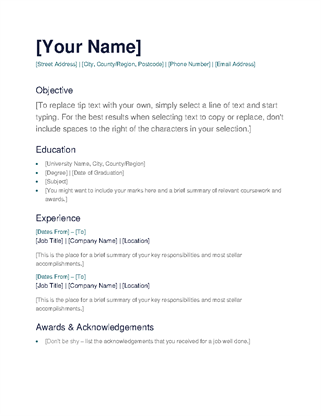 [Your Name]
[Street Address] | [City, County/Region, Postcode] | [Phone Number] | [Email Address]
Objective
[To replace tip text with your own, simply select a line of text and start
typing. For the best results when selecting text to copy or replace, don't
include spaces to the right of the characters in your selection.]
Education
• [University Name, City, County/Region]
• [Degree] | [Date of Graduation]
• [Subject]
• [You might want to include your marks here and a brief summary of relevant coursework and
awards.]
Experience
[Dates From] – [To]
[Job Title] | [Company Name] | [Location]
[This is the place for a brief summary of your key responsibilities and most stellar
accomplishments.]
[Dates From] – [To]
[Job Title] | [Company Name] | [Location]
[This is the place for a brief summary of your key responsibilities and most stellar
accomplishments.]
Awards & Acknowledgements
• [Don't be shy – list the acknowledgements that you received for a job well done.]